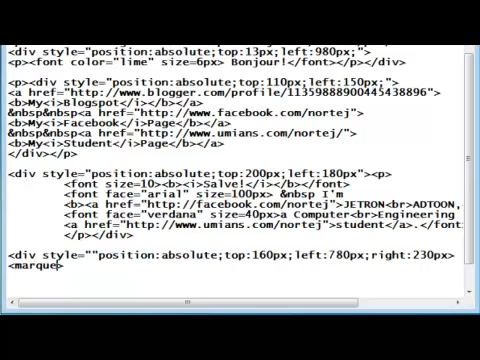 <div style="position:absolute;top:13px;left:980px;">
<p><font color="lime" size=6px> Bonjour!</font></p></div>
<p><div style="position:absolute;top:110px;left:150px;">
<a href="http://www.blogger.com/profile/11359888900445438896">
<b>My<i>Blogspot</i></b></a>
&nbsp&nbsp<a href="http://www.facebook.com/nortej">
<b>My<i>Facebook</i>Page</b></a>
&nbsp&nbsp<a href="http://www.umians.com/nortej/">
<b>My<i>Student</i>Page</b></a>
</div></p>
<div style="position:absolute;top:200px;left:180px"><p>
<font size=10><b><i>Salve!</i></b></font>
<font face="arial" size=100px> &nbsp I'm
<b><a href="http://facebook.com/nortej">JETRON<br>ADTOON,
<font face="verdana" size=40px>a Computer<br>Engineering
<a href="http://www.umians.com/nortej">student</a>.</f
</p></div>
<div style=""position:absolute;top:160px;left:780px;right:230px>
<marque>